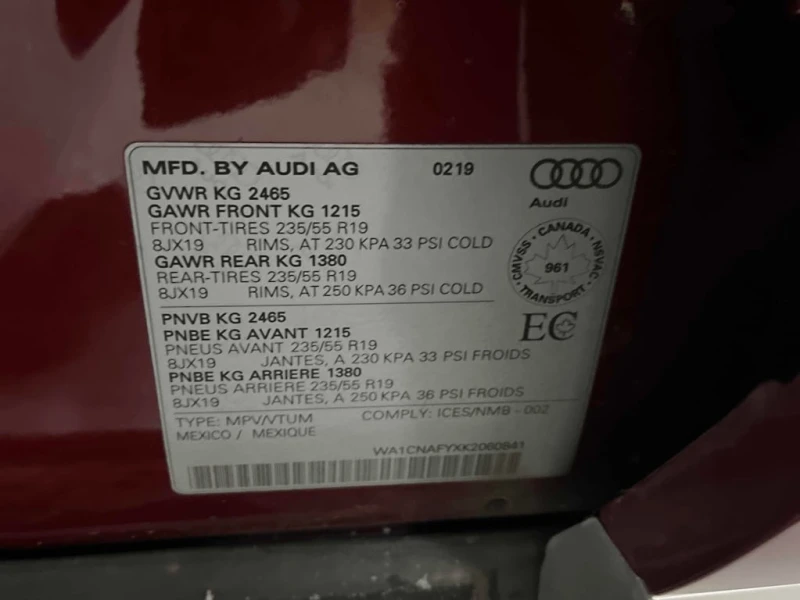 MFD. BY AUDI AG 0219
Audi
GVWR KG 2465
GAWR FRONT KG 1215
FRONT-TIRES 235/55 R19
8JX19 RIMS, AT 230 KPA 33 PSI COLD
GAWR REAR KG 1380
REAR-TIRES 235/55 R19
8JX19 RIMS, AT 250 KPA 36 PSI COLD
CMVSS • CANADA • NSVAC • TRANSPORT •
961
PNVB KG 2465
PNBE KG AVANT 1215
PNEUS AVANT 235/55 R19
8JX19 JANTES, A 230 KPA 33 PSI FROIDS
PNBE KG ARRIERE 1380
PNEUS ARRIERE 235/55 R19
8JX19 JANTES, A 250 KPA 36 PSI FROIDS
EC
TYPE: MPV/VTUM COMPLY: ICES/NMB - 002
MEXICO / MEXIQUE
WA1CNAFYXK2060841